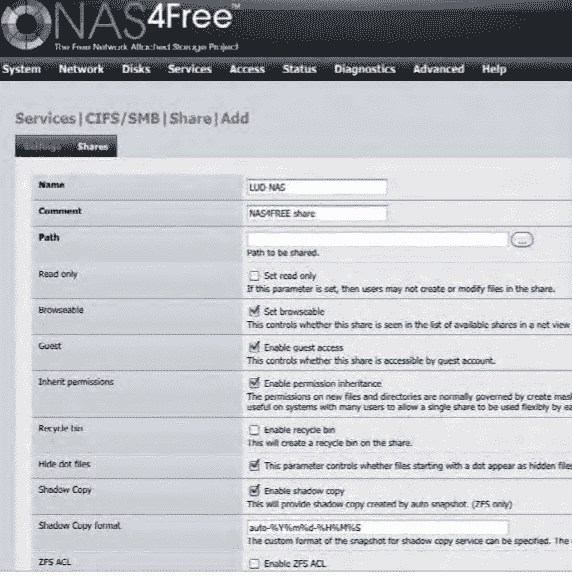 NAS4Free™
The Free Network Attached Storage Project
System Network Disks Services Access Status Diagnostics Advanced Help
Services|CIFS/SMB|Share|Add
Settings Shares
Name LUD-NAS
Comment NAS4FREE share
Path ...
Path to be shared.
Read only Set read only
If this parameter is set, then users may not create or modify files in the share.
Browseable Set browseable
This controls whether this share is seen in the list of available shares in a net view
Guest Enable guest access
This controls whether this share is accessible by guest account.
Inherit permissions Enable permission inheritance
The permissions on new files and directories are normally governed by create mas
useful on systems with many users to allow a single share to be used flexibly by ea
Recycle bin Enable recycle bin
This will create a recycle bin on the share.
Hide dot files This parameter controls whether files starting with a dot appear as hidden files
Shadow Copy Enable shadow copy
This will provide shadow copy created by auto snapshot. (ZFS only)
Shadow Copy format auto-%Y%m%d-%H%M%S
The custom format of the snapshot for shadow copy service can be specified. The
ZFS ACL Enable ZFS ACL